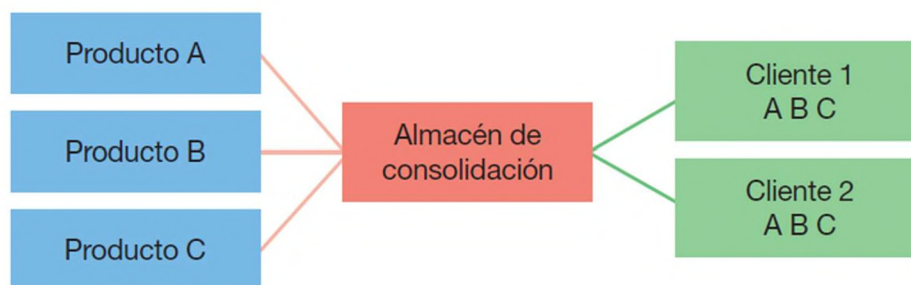 Producto A
Producto B
Producto C
Almacén de
consolidación
Cliente 1
A B C
Cliente 2
A B C